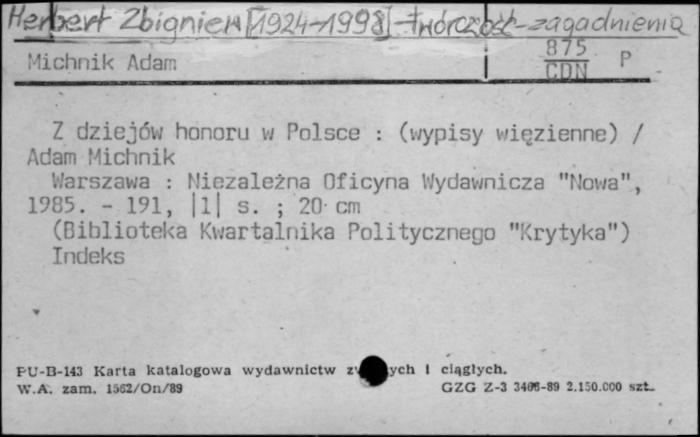 Herbert Zbigniew [1924-1998] - twórczość - zagadnienia
Michnik Adam
875
CDN
P
Z dziejów honoru w Polsce : (wypisy więzienne) /
Adam Michnik
Warszawa : Niezależna Oficyna Wydawnicza "Nowa",
1985. - 191, |1| s. ; 20 cm
(Biblioteka Kwartalnika Politycznego "Krytyka")
Indeks
PU-B-143 Karta katalogowa wydawnictw i ciągłych.
W.A. zam. 1562/On/89
GZG Z-3 -89 2.150.000 szt.